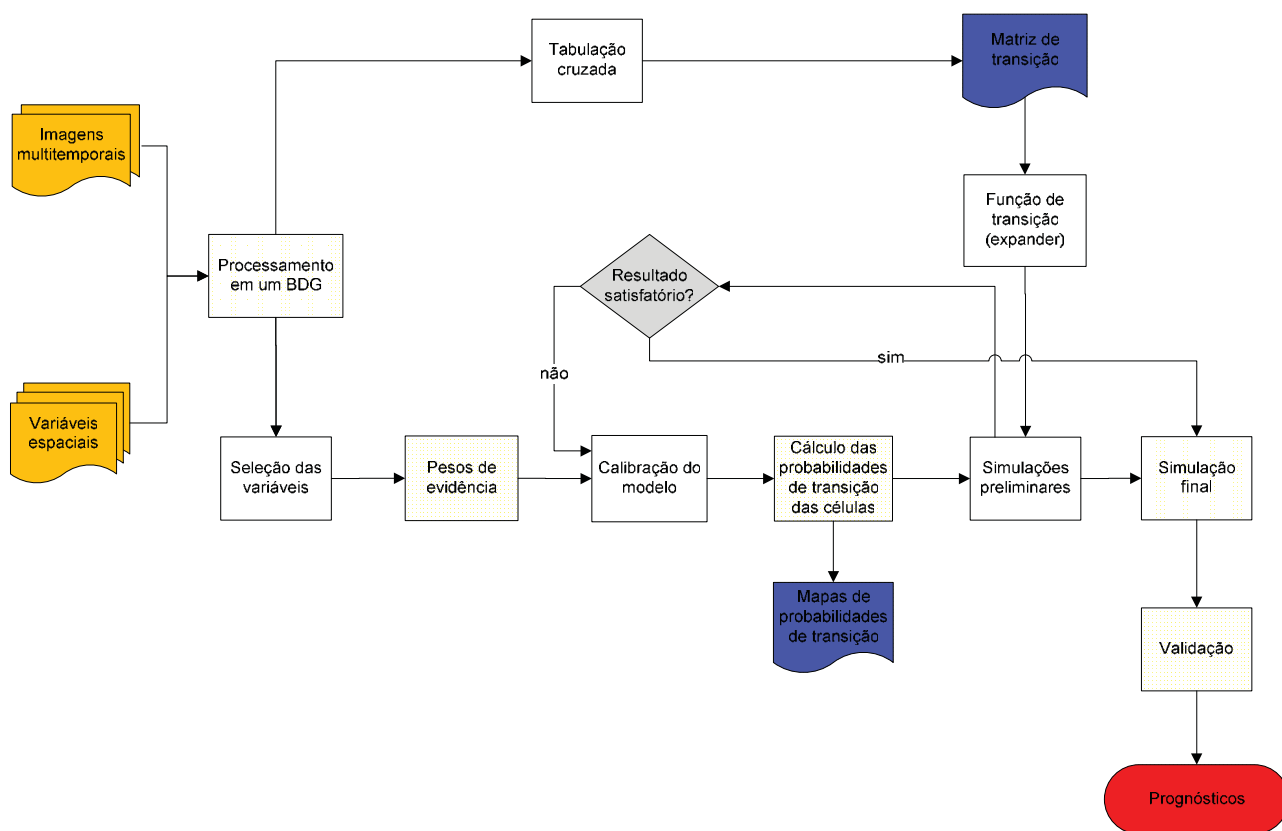 Tabulação
cruzada
Matriz de
transição
Imagens
multitemporais
Função de
transição
(expander)
Processamento
em um BDG
Resultado
satisfatório?
sim
não
Variáveis
espaciais
Seleção das
variáveis
Pesos de
evidência
Calibração do
modelo
Cálculo das
probabilidades
de transição
das células
Simulações
preliminares
Simulação
final
Mapas de
probabilidades
de transição
Validação
Prognósticos